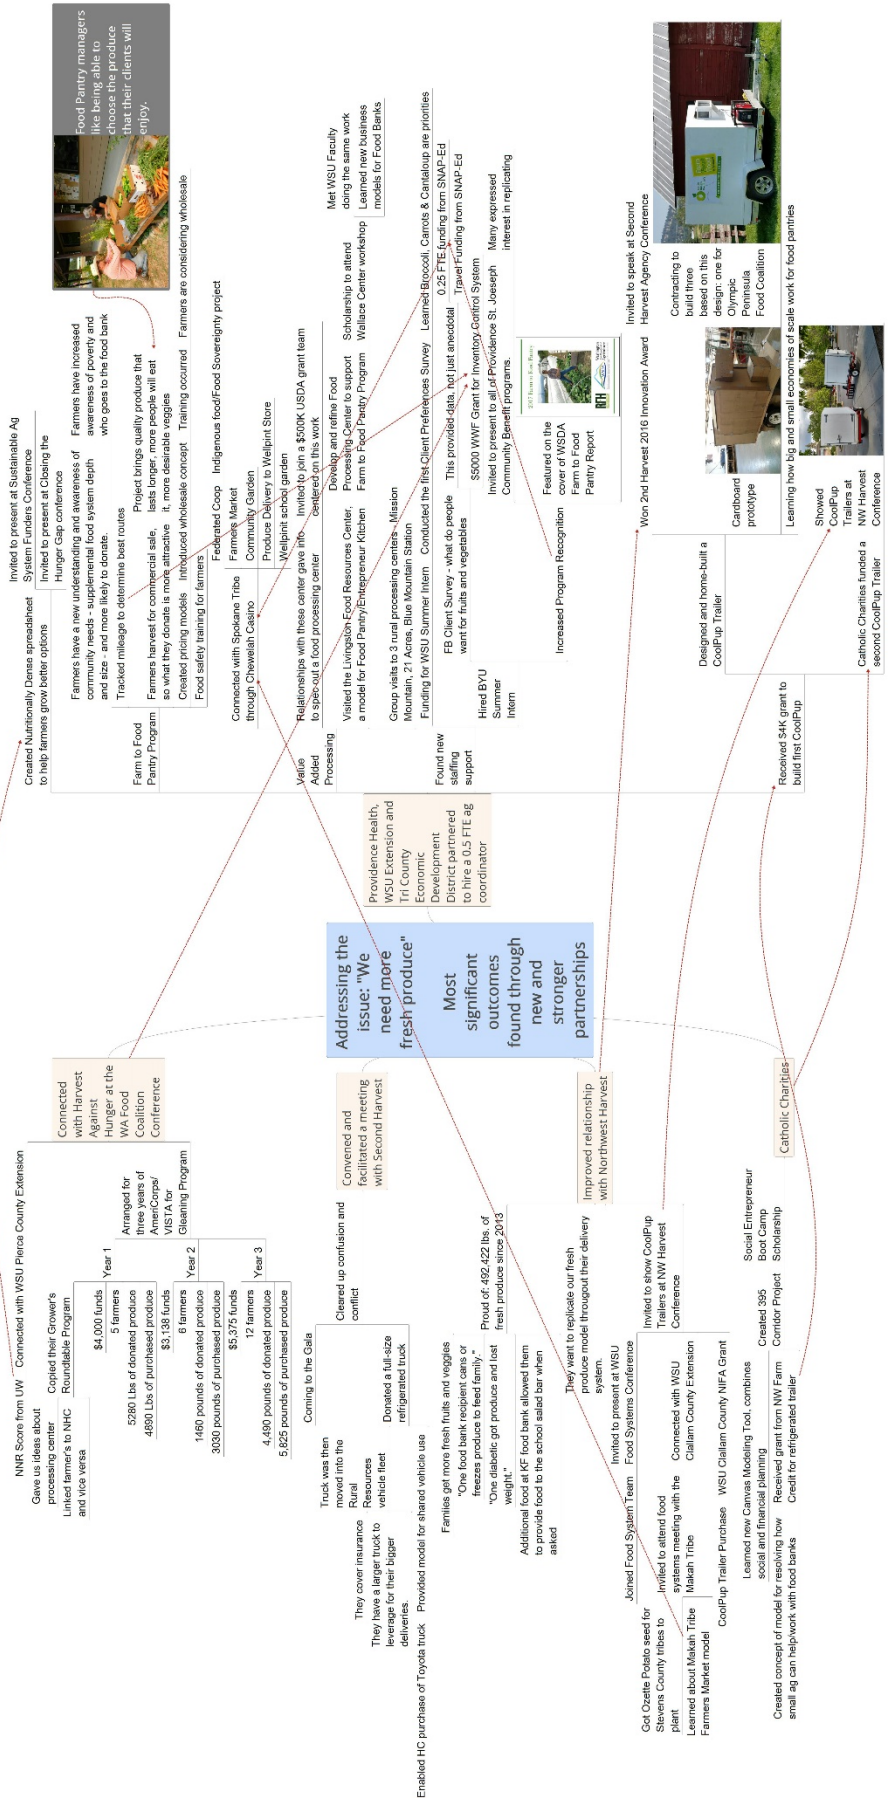 Addressing the
issue: "We
need more
fresh produce"
Most
significant
outcomes
found through
new and
stronger
partnerships
Connected
with Harvest
Against
Hunger at the
WA Food
Coalition
Conference
NNR Score from UW
Connected with WSU Pierce County Extension
Gave us ideas about
processing center
Copied their Grower's
Roundtable Program
Linked farmer's to NHC
and vice versa
Arranged for
three years of
AmeriCorps/
VISTA for
Gleaning Program
Year 1
$4,000 funds
5 farmers
5280 Lbs of donated produce
4690 Lbs of purchased produce
Year 2
$3,138 funds
6 farmers
1460 pounds of donated produce
3030 pounds of purchased produce
Year 3
$5,375 funds
12 farmers
4,490 pounds of donated produce
5,825 pounds of purchased produce
Convened and
facilitated a meeting
with Second Harvest
Cleared up confusion and
conflict
Coming to the Gala
Donated a full-size
refrigerated truck
Truck was then
moved into the
Rural
Resources
vehicle fleet
They cover insurance
They have a larger truck to
leverage for their bigger
deliveries.
Provided model for shared vehicle use
Enabled HC purchase of Toyota truck
Improved relationship
with Northwest Harvest
Proud of: 492,422 lbs. of
fresh produce since 2013
Families get more fresh fruits and veggies
"One food bank recipient cans or
freezes produce to feed family."
"One diabetic got produce and lost
weight."
Additional food at KF food bank allowed them
to provide food to the school salad bar when
asked
They want to replicate our fresh
produce model througout their delivery
system.
Invited to present at WSU
Food Systems Conference
Joined Food System Team
Invited to show CoolPup
Trailers at NW Harvest
Conference
Connected with WSU
Clallam County Extension
Invited to attend food
systems meeting with the
Makah Tribe
Got Ozette Potato seed for
Stevens County tribes to
plant
Learned about Makah Tribe
Farmers Market model
WSU Clallam County NIFA Grant
CoolPup Trailer Purchase
Catholic Charities
Social Entrepreneur
Boot Camp
Scholarship
Learned new Canvas Modeling Tool, combines
social and financial planning
Created 395
Corridor Project
Received grant from NW Farm
Credit for refrigerated trailer
Created concept of model for resolving how
small ag can help/work with food banks
Providence Health,
WSU Extension and
Tri County
Economic
Development
District partnered
to hire a 0.5 FTE ag
coordinator
Created Nutritionally Dense spreadsheet
to help farmers grow better options
Invited to present at Sustainable Ag
System Funders Conference
Invited to present at Closing the
Hunger Gap conference
Farm to Food
Pantry Program
Farmers have a new understanding and awareness of
community needs - supplemental food system depth
and size - and more likely to donate.
Farmers have increased
awareness of poverty and
who goes to the food bank
Tracked mileage to determine best routes
Farmers harvest for commercial sale,
so what they donate is more attractive
Project brings quality produce that
lasts longer, more people will eat
it, more desirable veggies
Food Pantry managers
like being able to
choose the produce
that their clients will
enjoy.
Created pricing models
Introduced wholesale concept
Training occurred
Farmers are considering wholesale
Food safety training for farmers
Connected with Spokane Tribe
through Chewelah Casino
Federated Coop
Indigenous food/Food Sovereignty project
Farmers Market
Community Garden
Produce Delivery to Wellpinit Store
Wellpinit school garden
Value
Added
Processing
Relationships with these center gave info
to spec out a food processing center
Invited to join a $500K USDA grant team
centered on this work
Visited the Livingston Food Resources Center,
a model for Food Pantry/Entrepreneur Kitchen
Develop and refine Food
Processing Center to support
Farm to Food Pantry Program
Scholarship to attend
Wallace Center workshop
Met WSU Faculty
doing the same work
Learned new business
models for Food Banks
Group visits to 3 rural processing centers - Mission
Mountain, 21 Acres, Blue Mountain Station
Found new
staffing
support
Funding for WSU Summer Intern
Conducted the first Client Preferences Survey
Learned Broccoli, Carrots & Cantaloup are priorities
FB Client Survey - what do people
want for fruits and vegetables
This provided data, not just anecdotal
0.25 FTE funding from SNAP-Ed
Travel Funding from SNAP-Ed
Hired BYU
Summer
Intern
$5000 WWF Grant for Inventory Control System
Invited to present to all of Providence St. Joeseph
Community Benefit programs.
Many expressed
interest in replicating
Increased Program Recognition
Featured on the
cover of WSDA
Farm to Food
Pantry Report
RCH
Received $4K grant to
build first CoolPup
Designed and home-built a
CoolPup Trailer
Won 2nd Harvest 2016 Innovation Award
Invited to speak at Second
Harvest Agency Conference
Cardboard
prototype
Contracting to
build three
based on this
design: one for
Olympic
Peninsula
Food Coalition
Learning how big and small economies of scale work for food pantries
Catholic Charities funded a
second CoolPup Trailer
Showed
CoolPup
Trailers at
NW Harvest
Conference